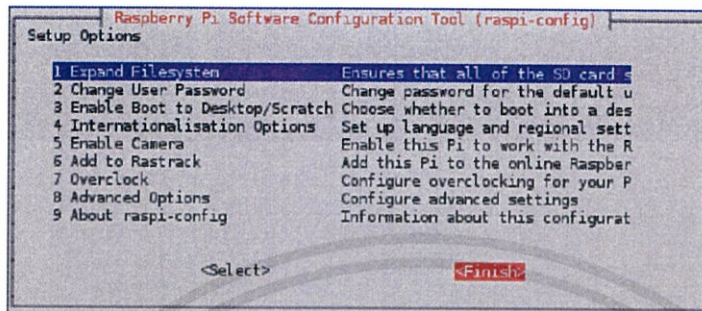 Raspberry Pi Software Configuration Tool (raspi-config)
Setup Options
1 Expand Filesystem Ensures that all of the SD card s
2 Change User Password Change password for the default u
3 Enable Boot to Desktop/Scratch Choose whether to boot into a des
4 Internationalisation Options Set up language and regional sett
5 Enable Camera Enable this Pi to work with the R
6 Add to Rastrack Add this Pi to the online Raspber
7 Overclock Configure overclocking for your P
8 Advanced Options Configure advanced settings
9 About raspi-config Information about this configurat
<Select> <Finish>